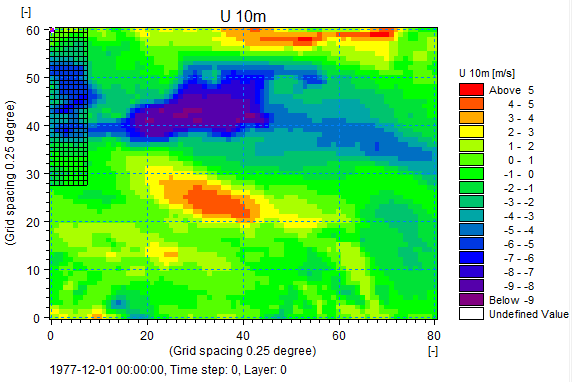 U 10m
[-]
60
50
40
30
20
10
0
(Grid spacing 0.25 degree)
0 20 40 60 80
(Grid spacing 0.25 degree) [-]
1977-12-01 00:00:00, Time step: 0, Layer: 0
U 10m [m/s]
Above 5
4 - 5
3 - 4
2 - 3
1 - 2
0 - 1
-1 - 0
-2 - -1
-3 - -2
-4 - -3
-5 - -4
-6 - -5
-7 - -6
-8 - -7
-9 - -8
Below -9
Undefined Value